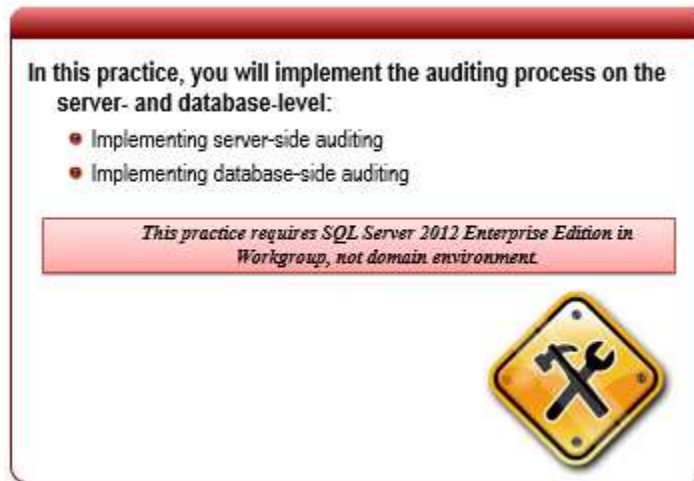 In this practice, you will implement the auditing process on the
server- and database-level:
Implementing server-side auditing
Implementing database-side auditing
This practice requires SQL Server 2012 Enterprise Edition in
Workgroup, not domain environment.